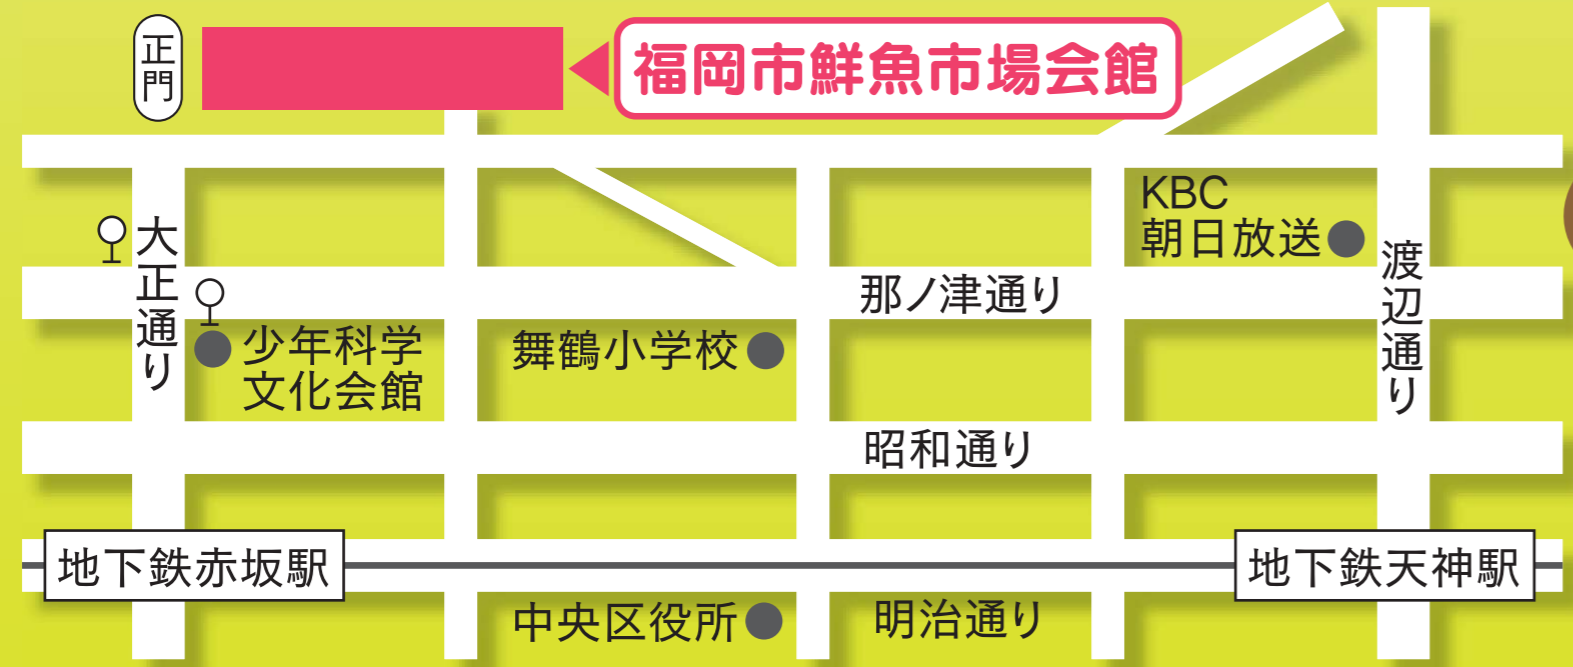 正門
福岡市鮮魚市場会館
KBC
朝日放送
大正通り
渡辺通り
那ノ津通り
少年科学
文化会館
舞鶴小学校
昭和通り
地下鉄赤坂駅
地下鉄天神駅
中央区役所
明治通り